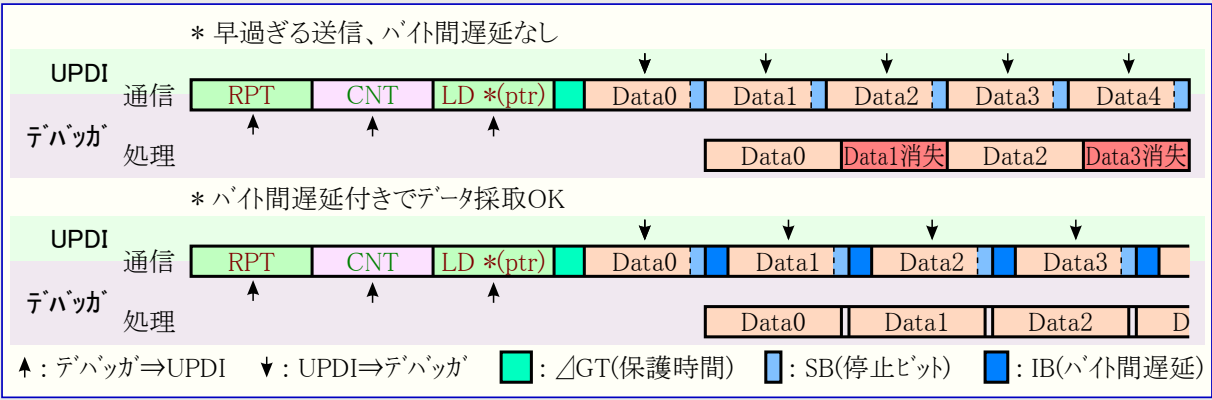 * 早過ぎる送信、バイト間遅延なし
UPDI
通信 RPT CNT LD *(ptr) Data0 Data1 Data2 Data3 Data4
デバッガ
処理 Data0 Data1消失 Data2 Data3消失
* バイト間遅延付きでデータ採取OK
UPDI
通信 RPT CNT LD *(ptr) Data0 Data1 Data2 Data3
デバッガ
処理 Data0 Data1 Data2 D
↑ : デバッガ⇒UPDI ↓ : UPDI⇒デバッガ : ⊿GT(保護時間) : SB(停止ビット) : IB(バイト間遅延)